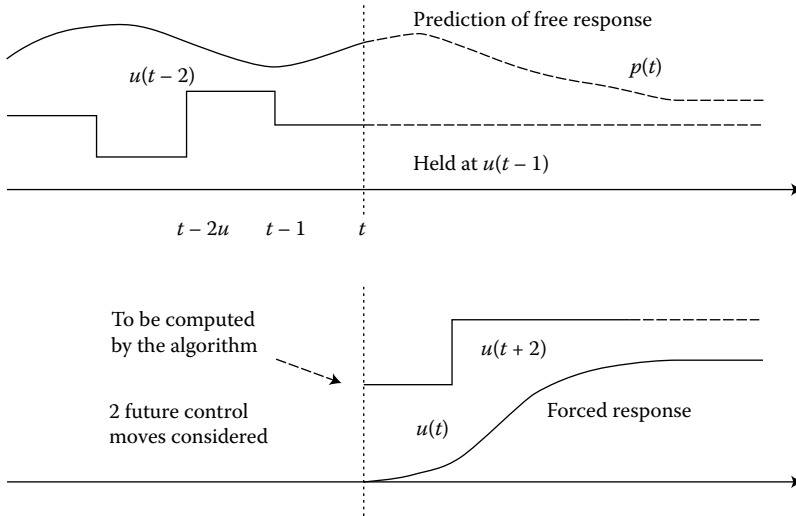 Prediction of free response
u(t – 2)
p(t)
Held at u(t – 1)
t – 2u
t – 1
t
To be computed
by the algorithm
u(t + 2)
2 future control
moves considered
Forced response
u(t)